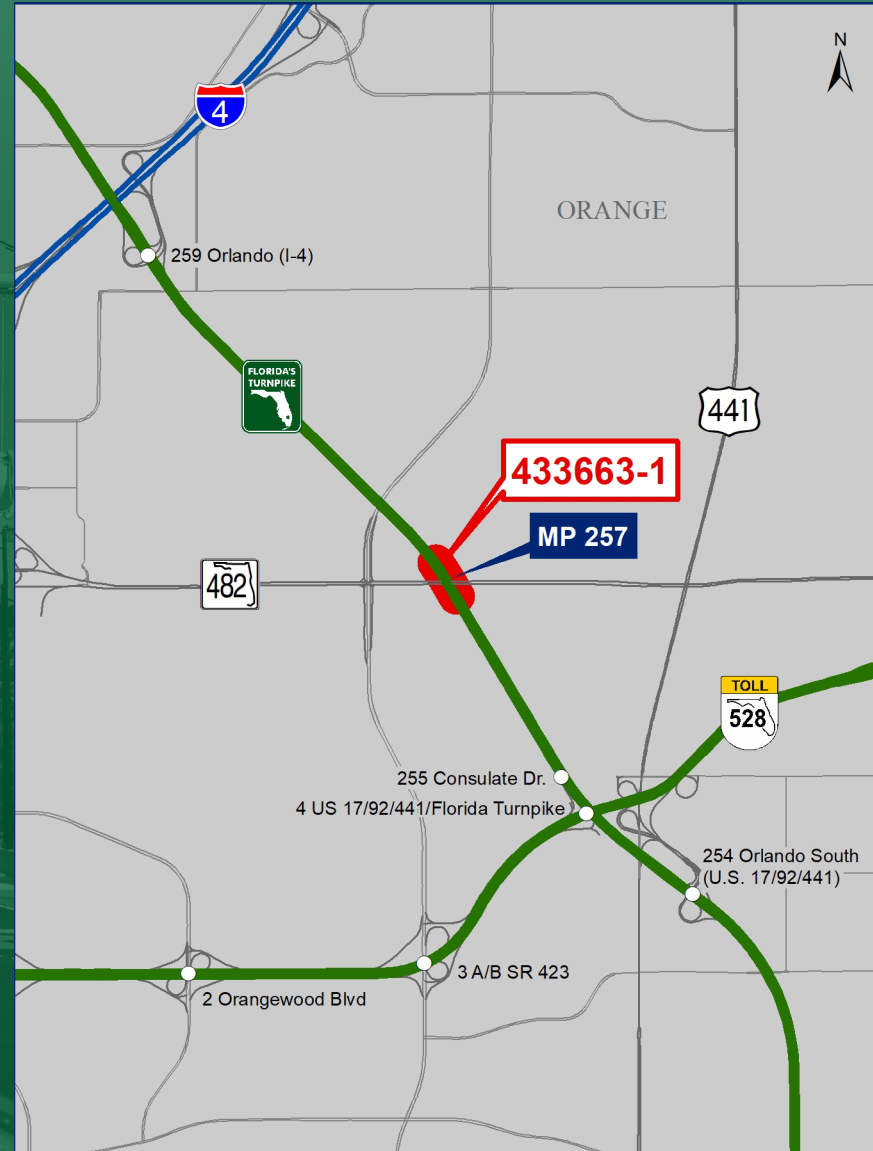 N
4
ORANGE
259 Orlando (I-4)
FLORIDA'S
TURNPIKE
441
433663-1
MP 257
482
TOLL
528
255 Consulate Dr.
4 US 17/92/441/Florida Turnpike
254 Orlando South
(U.S. 17/92/441)
3 A/B SR 423
2 Orangewood Blvd